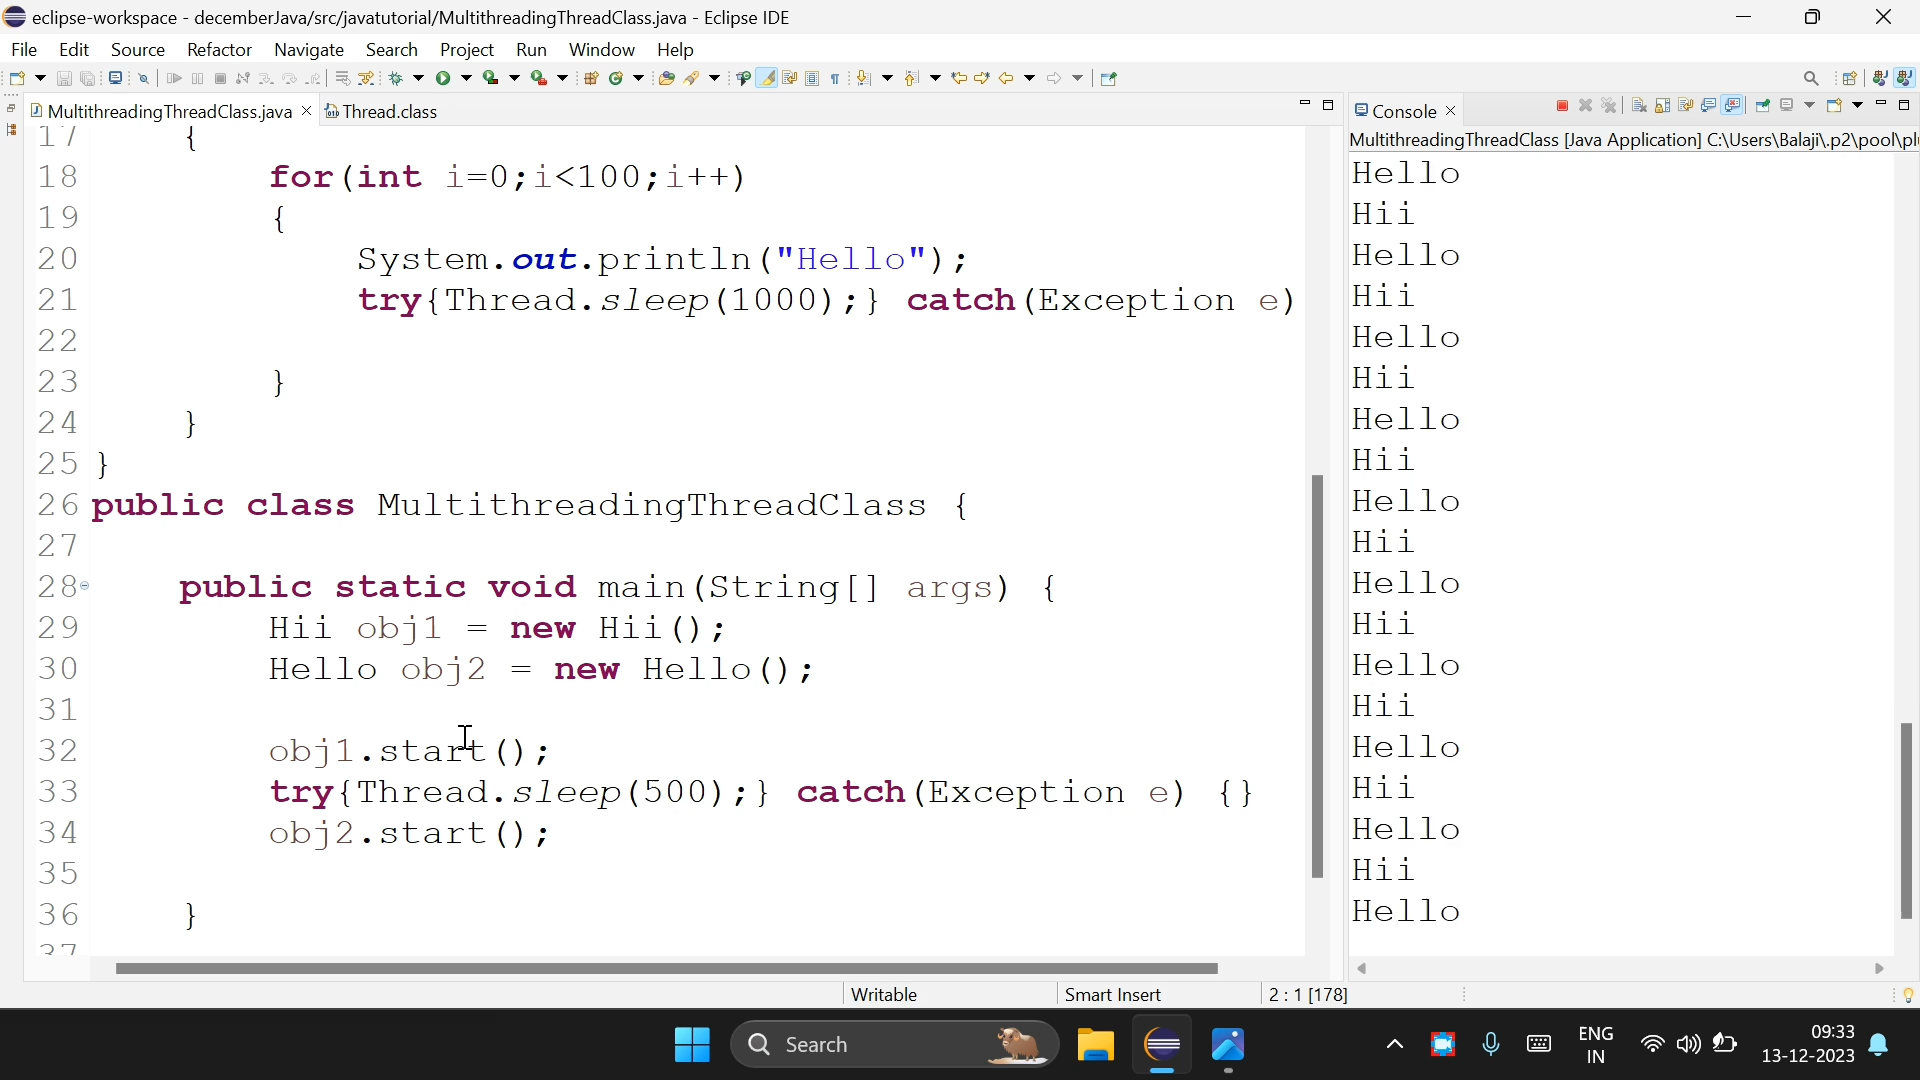 eclipse-workspace - decemberJava/src/javatutorial/MultithreadingThreadClass.java - Eclipse IDE
File Edit Source Refactor Navigate Search Project Run Window Help
MultithreadingThreadClass.java Thread.class
17 {
18 for(int i=0;i<100;i++)
19 {
20 System.out.println("Hello");
21 try{Thread.sleep(1000);} catch(Exception e)
22
23 }
24 }
25 }
26 public class MultithreadingThreadClass {
27
28 public static void main(String[] args) {
29 Hii obj1 = new Hii();
30 Hello obj2 = new Hello();
31
32 obj1.start();
33 try{Thread.sleep(500);} catch(Exception e) {}
34 obj2.start();
35
36 }
37
Console
MultithreadingThreadClass [Java Application] C:\Users\Balaji\.p2\pool\pl
Hello
Hii
Hello
Hii
Hello
Hii
Hello
Hii
Hello
Hii
Hello
Hii
Hello
Hii
Hello
Hii
Hello
Hii
Hello
Writable Smart Insert 2 : 1 [178]
Search
ENG
IN
09:33
13-12-2023